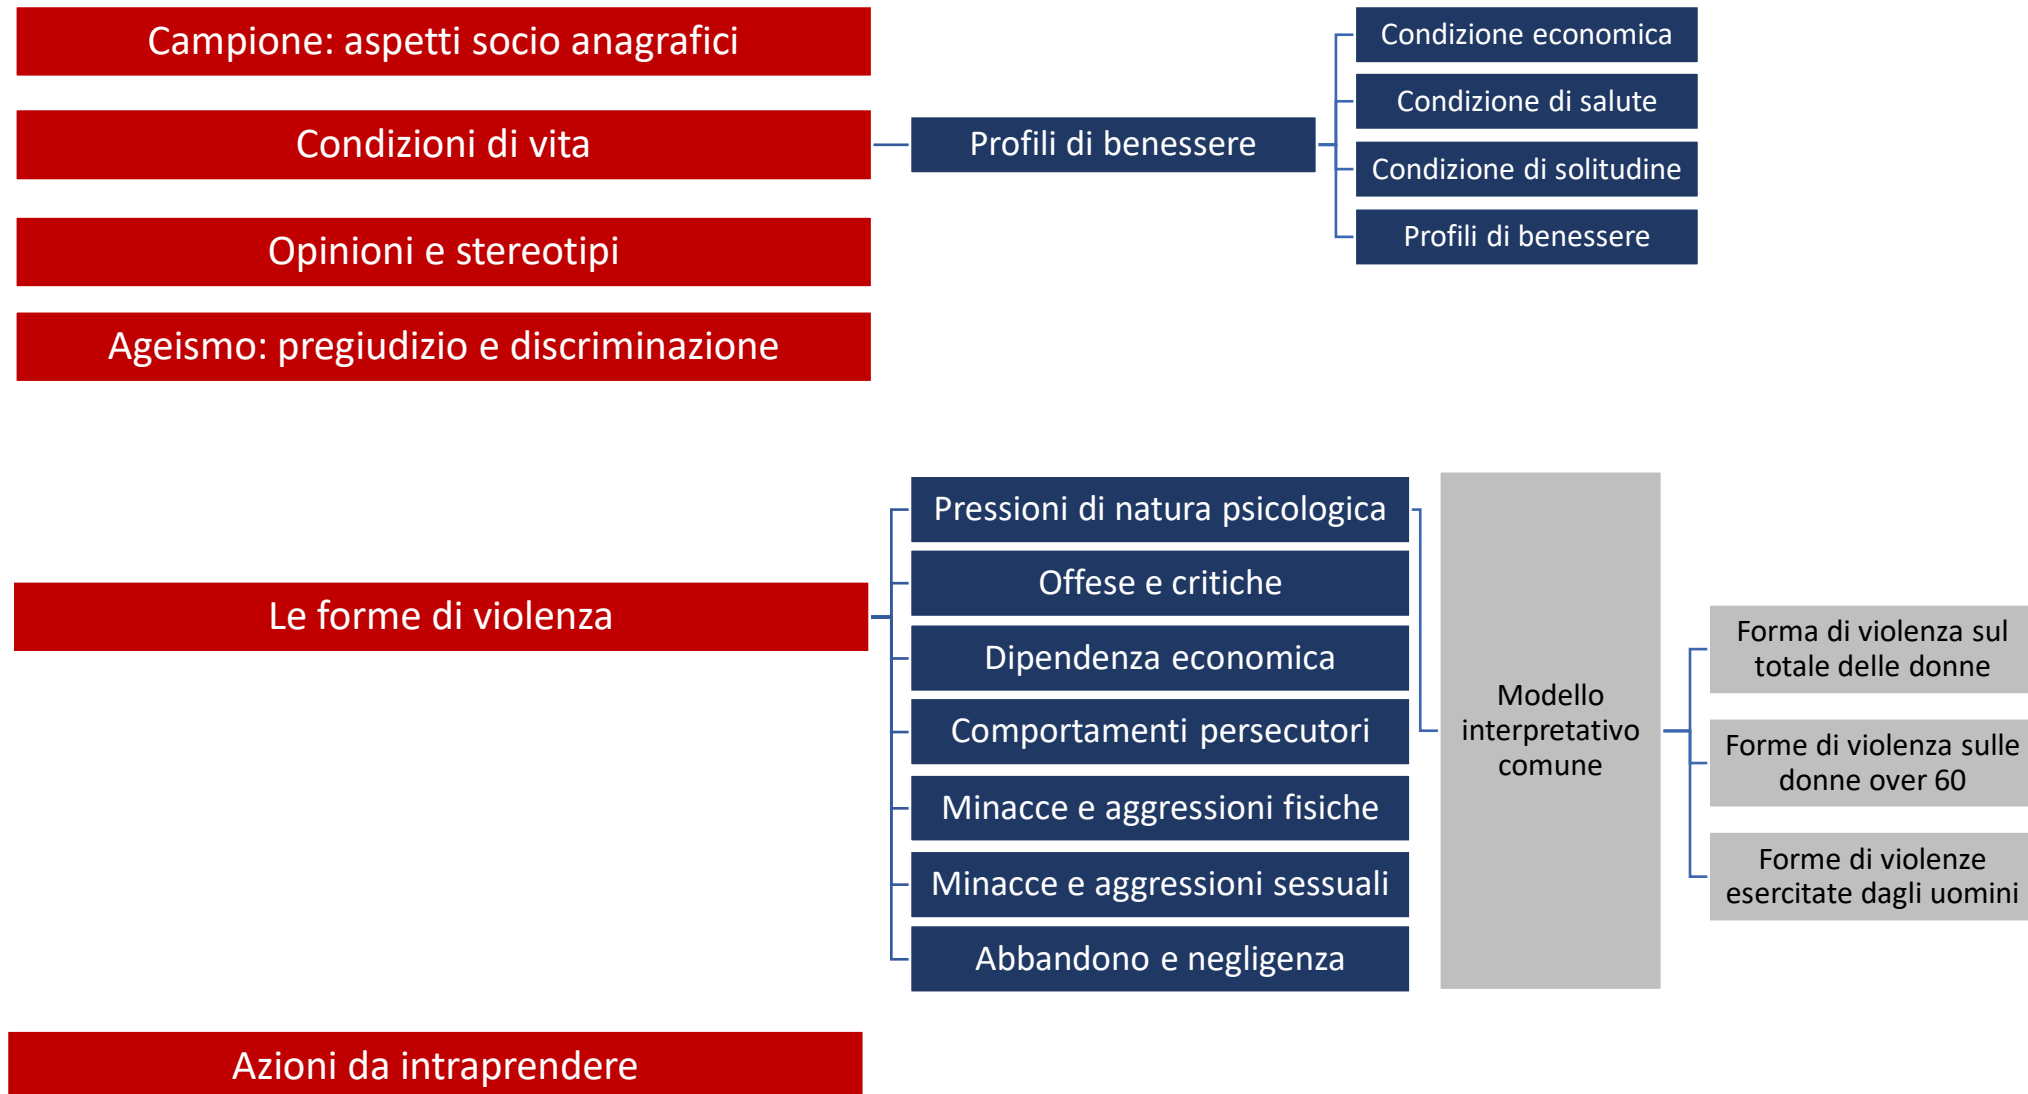 Campione: aspetti socio anagrafici
Condizioni di vita
Profili di benessere
Condizione economica
Condizione di salute
Condizione di solitudine
Profili di benessere
Opinioni e stereotipi
Ageismo: pregiudizio e discriminazione
Le forme di violenza
Pressioni di natura psicologica
Offese e critiche
Dipendenza economica
Comportamenti persecutori
Minacce e aggressioni fisiche
Minacce e aggressioni sessuali
Abbandono e negligenza
Modello
interpretativo
comune
Forma di violenza sul
totale delle donne
Forme di violenza sulle
donne over 60
Forme di violenze
esercitate dagli uomini
Azioni da intraprendere